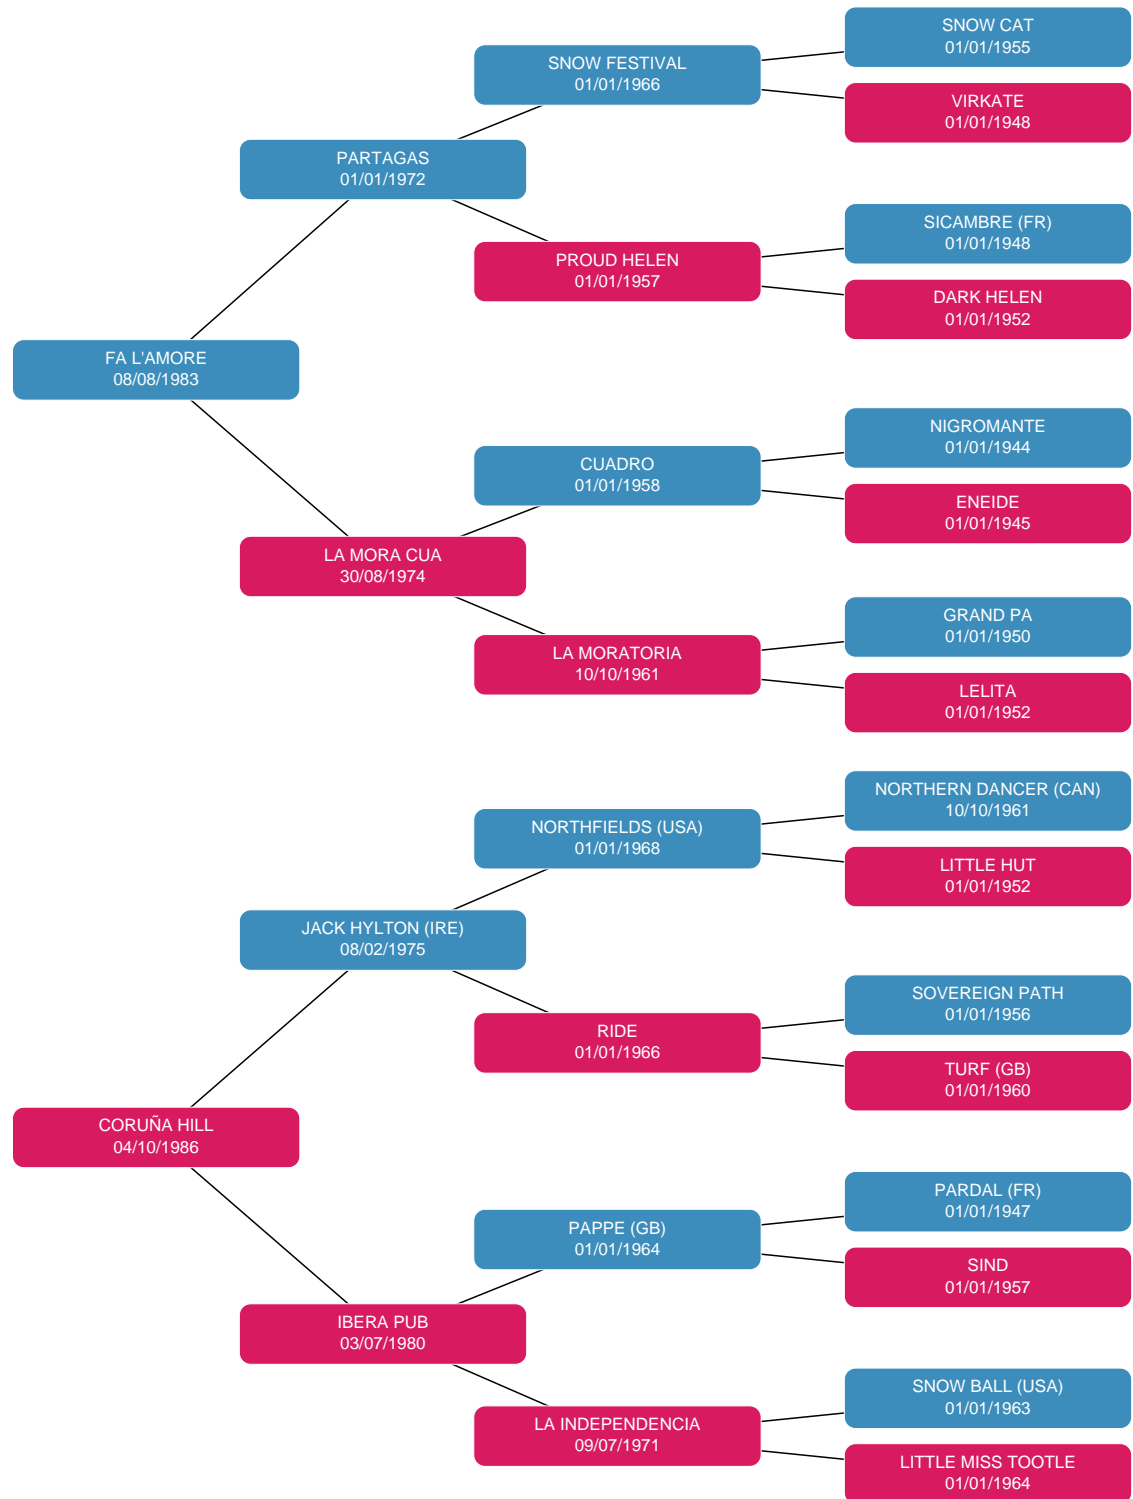 SNOW CAT
01/01/1955
SNOW FESTIVAL
01/01/1966
VIRKATE
01/01/1948
PARTAGAS
01/01/1972
SICAMBRE (FR)
01/01/1948
PROUD HELEN
01/01/1957
DARK HELEN
01/01/1952
FA L'AMORE
08/08/1983
NIGROMANTE
01/01/1944
CUADRO
01/01/1958
ENEIDE
01/01/1945
LA MORA CUA
30/08/1974
GRAND PA
01/01/1950
LA MORATORIA
10/10/1961
LELITA
01/01/1952
NORTHERN DANCER (CAN)
10/10/1961
NORTHFIELDS (USA)
01/01/1968
LITTLE HUT
01/01/1952
JACK HYLTON (IRE)
08/02/1975
SOVEREIGN PATH
01/01/1956
RIDE
01/01/1966
TURF (GB)
01/01/1960
CORUÑA HILL
04/10/1986
PARDAL (FR)
01/01/1947
PAPPE (GB)
01/01/1964
SIND
01/01/1957
IBERA PUB
03/07/1980
SNOW BALL (USA)
01/01/1963
LA INDEPENDENCIA
09/07/1971
LITTLE MISS TOOTLE
01/01/1964